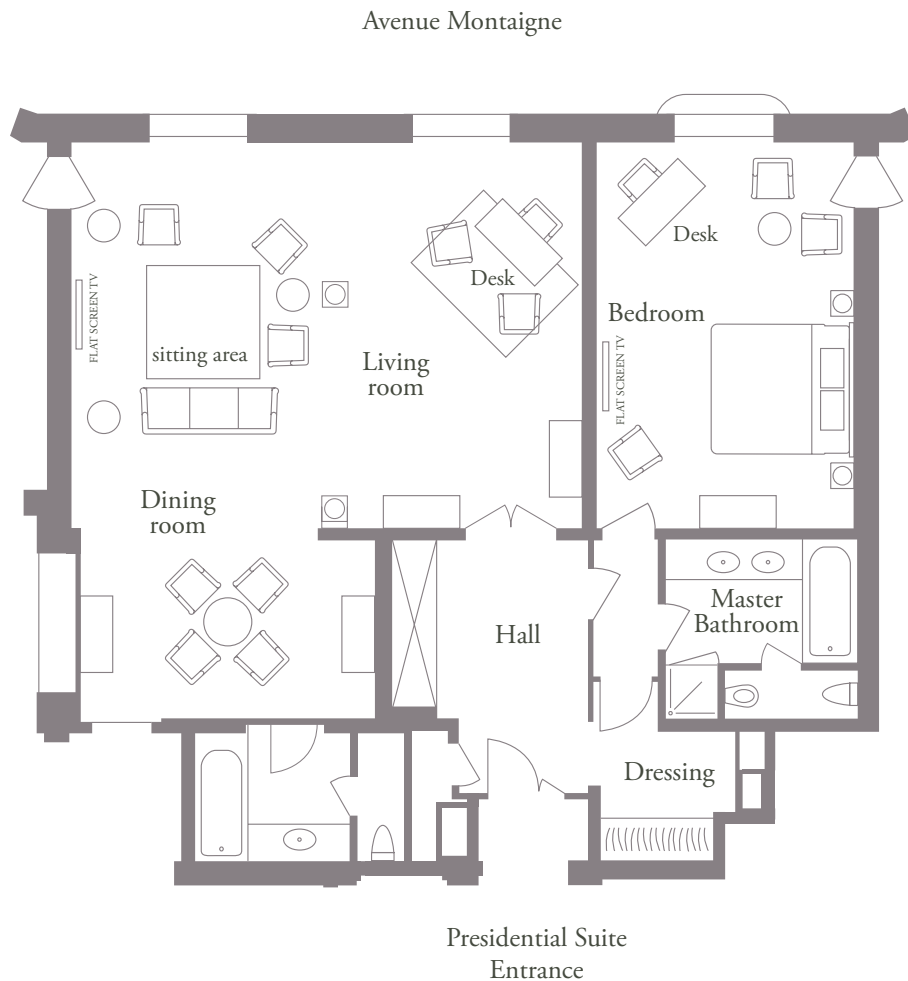 Avenue Montaigne
Desk
Desk
FLAT SCREEN TV
Bedroom
sitting area
Living
room
FLAT SCREEN TV
Dining
room
Master
Bathroom
Hall
Dressing
Presidential Suite
Entrance